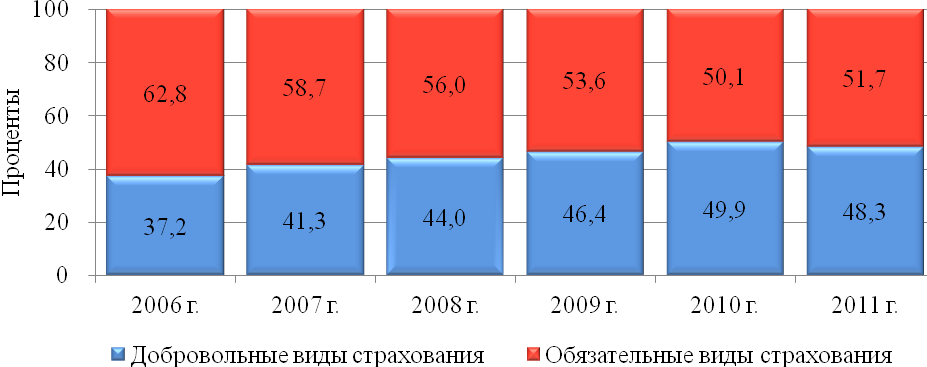 Проценты
100
80
60
40
20
0
62,8 58,7 56,0 53,6 50,1 51,7
37,2 41,3 44,0 46,4 49,9 48,3
2006 г. 2007 г. 2008 г. 2009 г. 2010 г. 2011 г.
Добровольные виды страхования Обязательные виды страхования